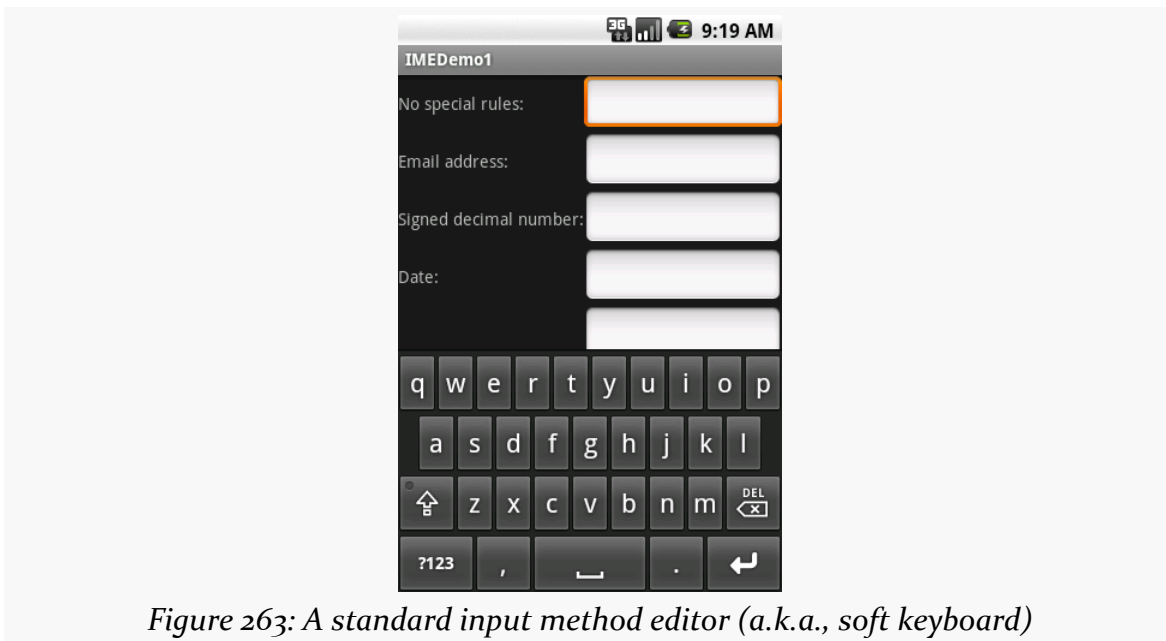 3G 9:19 AM
IMEDemo1
No special rules:
Email address:
Signed decimal number:
Date:
q w e r t y u i o p
a s d f g h j k l
z x c v b n m DEL
?123 , .
Figure 263: A standard input method editor (a.k.a., soft keyboard)